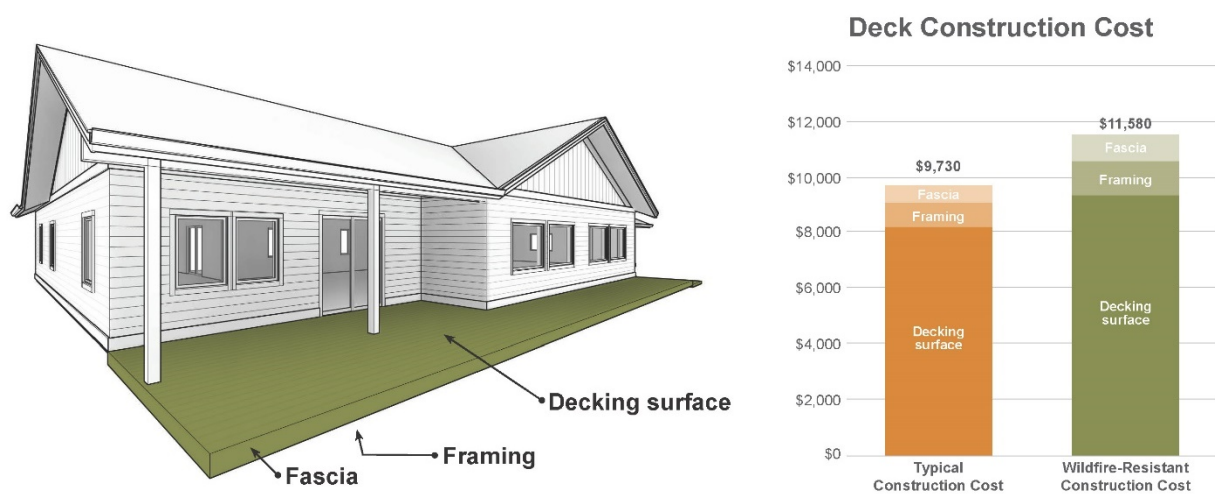 Decking surface
Framing
Fascia
Deck Construction Cost
$14,000
$12,000
$10,000
$8,000
$6,000
$4,000
$2,000
$0
$9,730
Fascia
Framing
Decking
surface
$11,580
Fascia
Framing
Decking
surface
Typical
Construction Cost
Wildfire-Resistant
Construction Cost